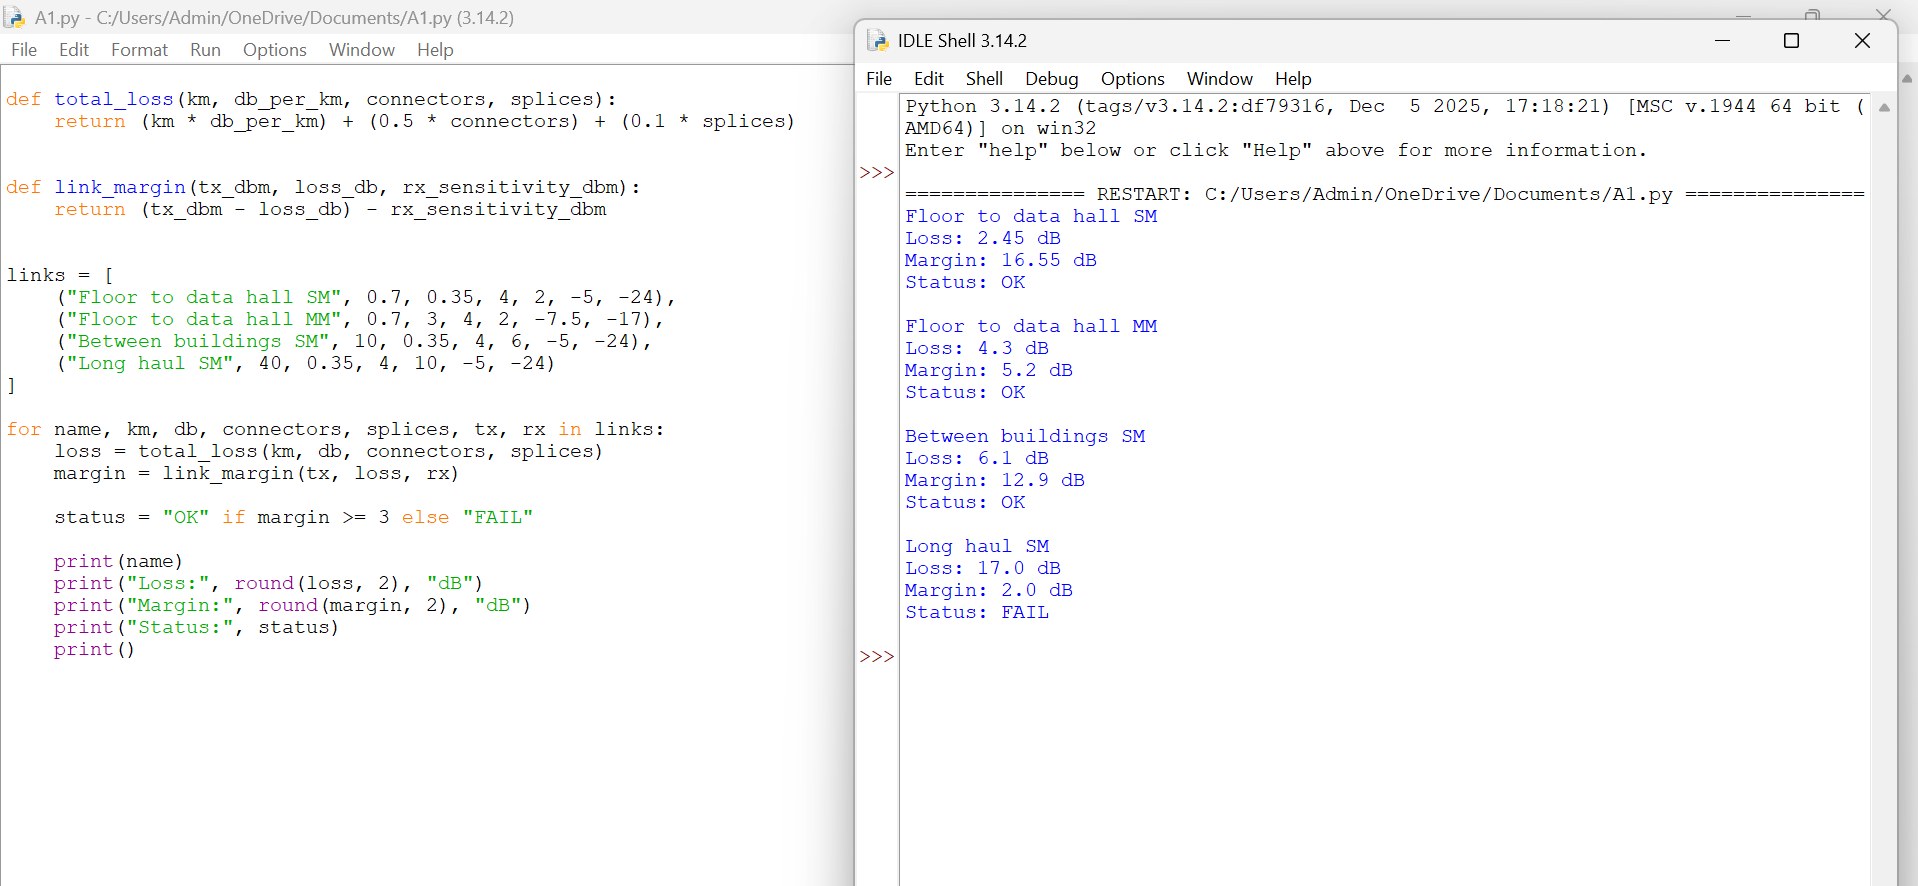 A1.py - C:/Users/Admin/OneDrive/Documents/A1.py (3.14.2)
File Edit Format Run Options Window Help
def total_loss(km, db_per_km, connectors, splices):
    return (km * db_per_km) + (0.5 * connectors) + (0.1 * splices)
def link_margin(tx_dbm, loss_db, rx_sensitivity_dbm):
    return (tx_dbm - loss_db) - rx_sensitivity_dbm
links = [
    ("Floor to data hall SM", 0.7, 0.35, 4, 2, -5, -24),
    ("Floor to data hall MM", 0.7, 3, 4, 2, -7.5, -17),
    ("Between buildings SM", 10, 0.35, 4, 6, -5, -24),
    ("Long haul SM", 40, 0.35, 4, 10, -5, -24)
]
for name, km, db, connectors, splices, tx, rx in links:
    loss = total_loss(km, db, connectors, splices)
    margin = link_margin(tx, loss, rx)
    status = "OK" if margin >= 3 else "FAIL"
    print(name)
    print("Loss:", round(loss, 2), "dB")
    print("Margin:", round(margin, 2), "dB")
    print("Status:", status)
    print()
IDLE Shell 3.14.2
File Edit Shell Debug Options Window Help
Python 3.14.2 (tags/v3.14.2:df79316, Dec  5 2025, 17:18:21) [MSC v.1944 64 bit (
AMD64)] on win32
Enter "help" below or click "Help" above for more information.
>>>
=============== RESTART: C:/Users/Admin/OneDrive/Documents/A1.py ===============
Floor to data hall SM
Loss: 2.45 dB
Margin: 16.55 dB
Status: OK
Floor to data hall MM
Loss: 4.3 dB
Margin: 5.2 dB
Status: OK
Between buildings SM
Loss: 6.1 dB
Margin: 12.9 dB
Status: OK
Long haul SM
Loss: 17.0 dB
Margin: 2.0 dB
Status: FAIL
>>>